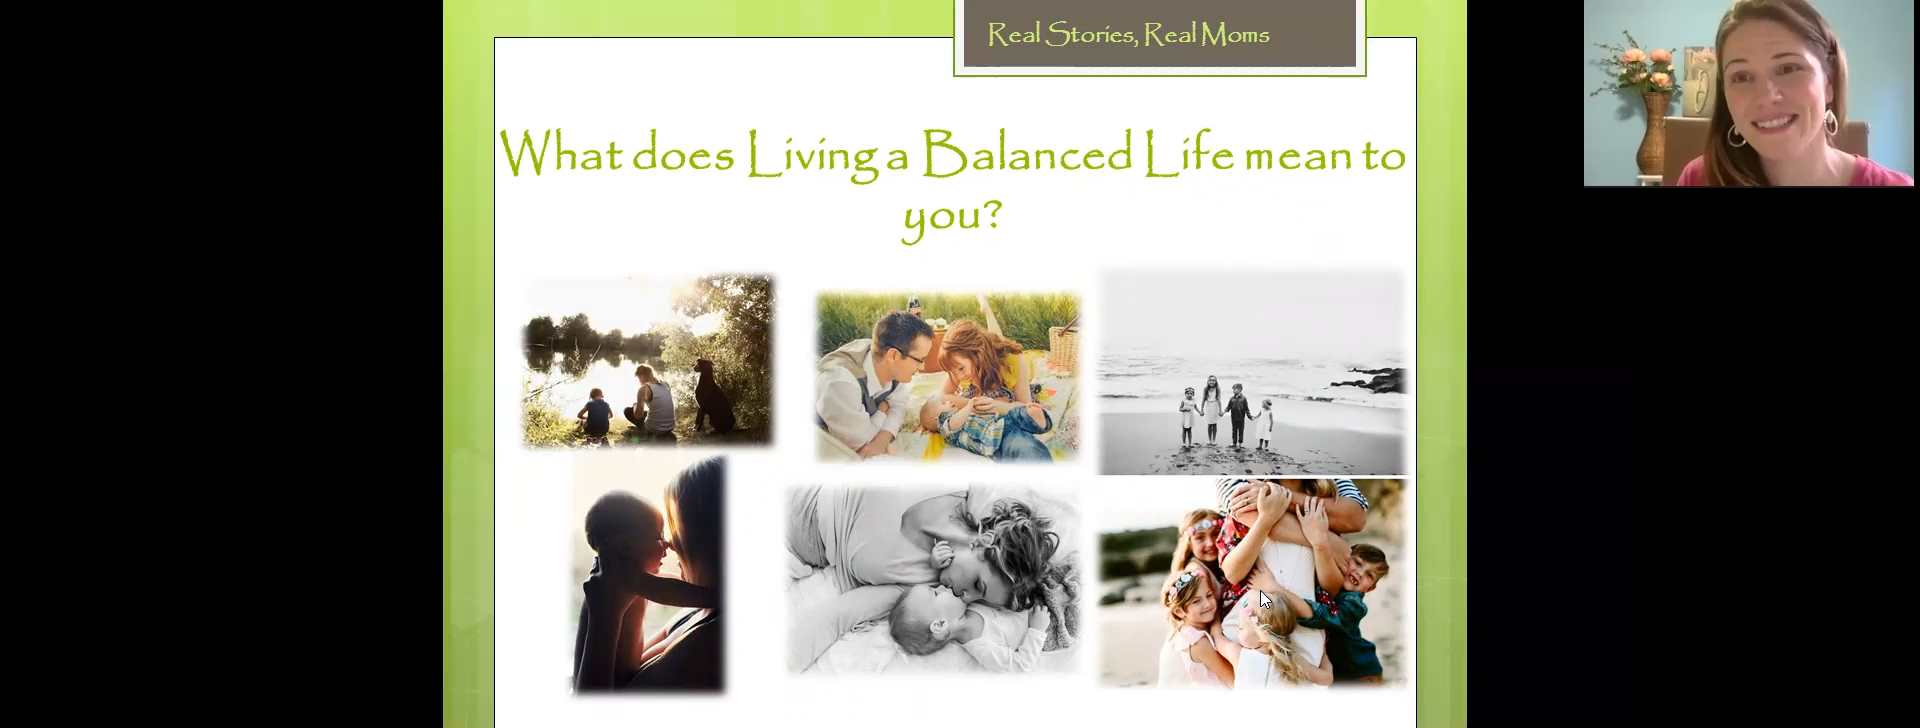 Real Stories, Real Moms
What does Living a Balanced Life mean to
you?